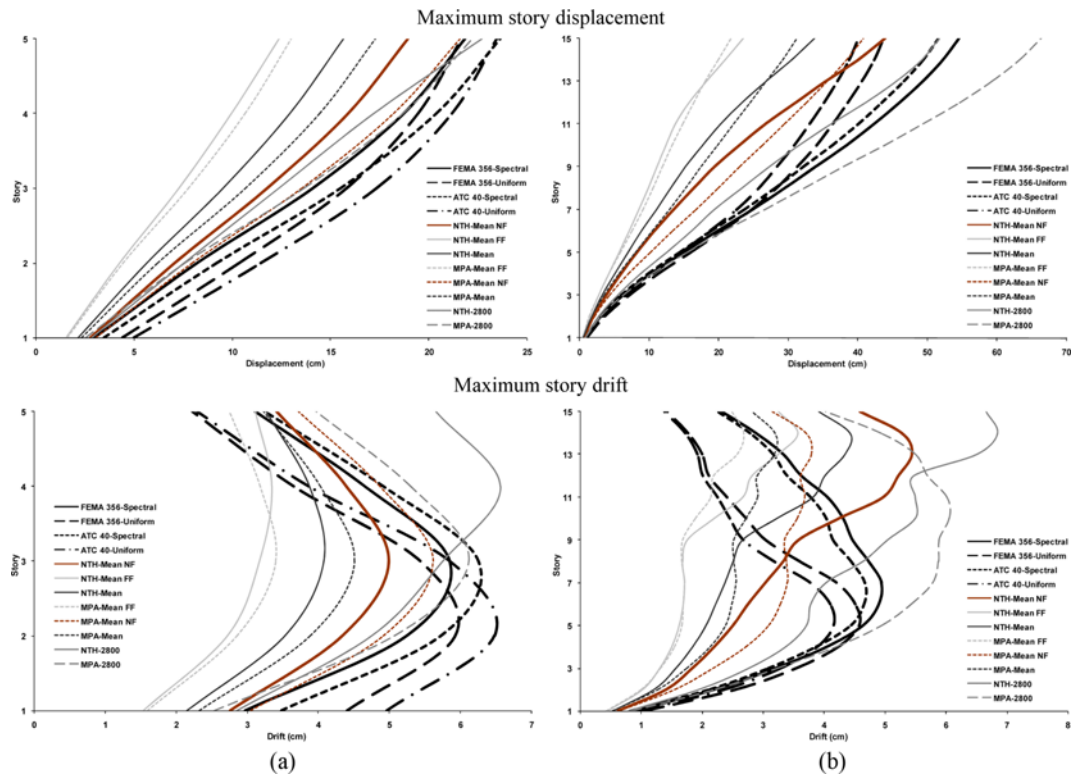 Maximum story displacement
5
4
3
2
1
Story
0 5 10 15 20 25
Displacement (cm)
FEMA 356-Spectral
FEMA 356-Uniform
ATC 40-Spectral
ATC 40-Uniform
NTH-Mean NF
NTH-Mean FF
NTH-Mean
MPA-Mean FF
MPA-Mean NF
MPA-Mean
NTH-2800
MPA-2800
15
13
11
9
7
5
3
1
Story
0 10 20 30 40 50 60 70
Displacement (cm)
FEMA 356-Spectral
FEMA 356-Uniform
ATC 40-Spectral
ATC 40-Uniform
NTH-Mean NF
NTH-Mean FF
NTH-Mean
MPA-Mean FF
MPA-Mean NF
MPA-Mean
NTH-2800
MPA-2800
Maximum story drift
5
4
3
2
1
Story
0 1 2 3 4 5 6 7
Drift (cm)
FEMA 356-Spectral
FEMA 356-Uniform
ATC 40-Spectral
ATC 40-Uniform
NTH-Mean NF
NTH-Mean FF
NTH-Mean
MPA-Mean FF
MPA-Mean NF
MPA-Mean
NTH-2800
MPA-2800
15
13
11
9
7
5
3
1
Story
0 1 2 3 4 5 6 7 8
Drift (cm)
FEMA 356-Spectral
FEMA 356-Uniform
ATC 40-Spectral
ATC 40-Uniform
NTH-Mean NF
NTH-Mean FF
NTH-Mean
MPA-Mean FF
MPA-Mean NF
MPA-Mean
NTH-2800
MPA-2800
(a) (b)